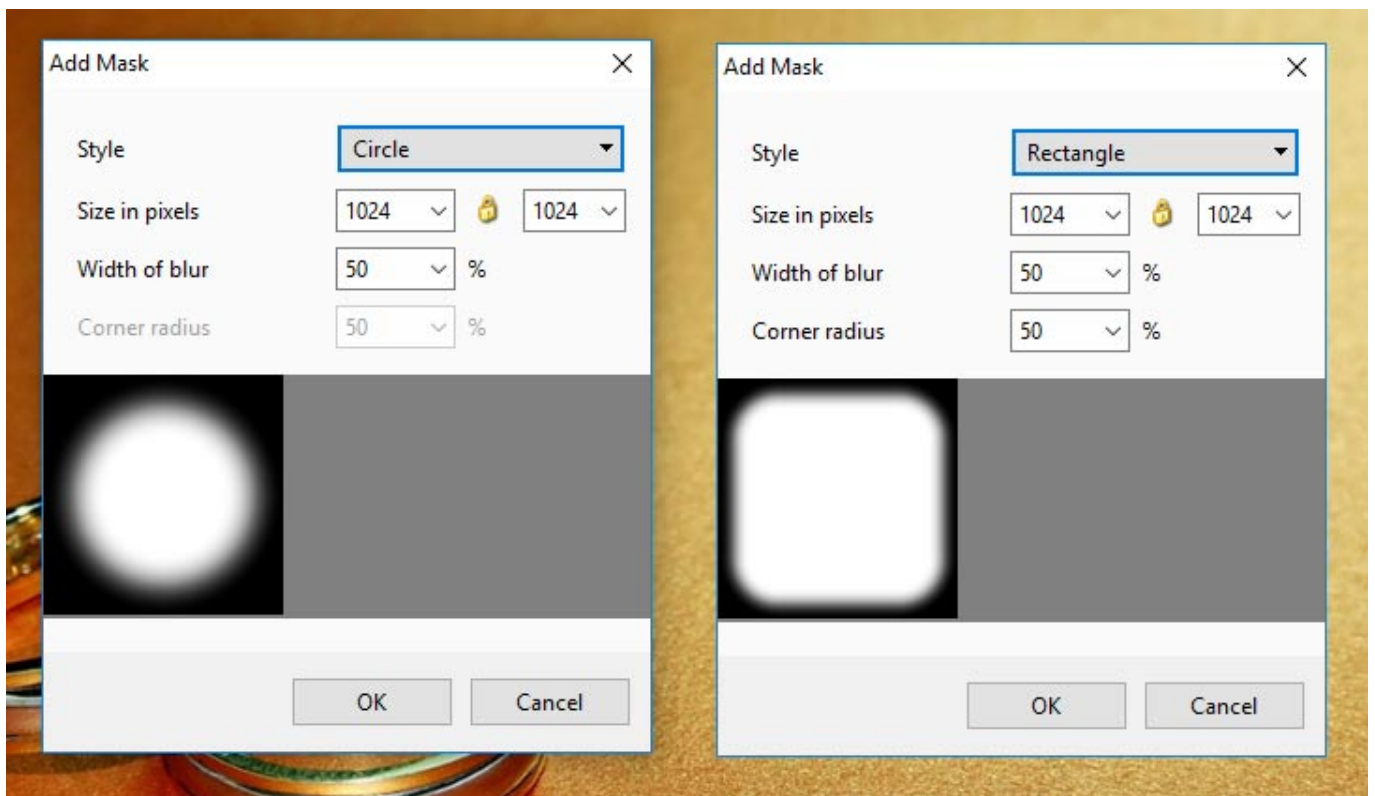 Add Mask
Style Circle
Size in pixels 1024 1024
Width of blur 50 %
Corner radius 50 %
OK Cancel
Add Mask
Style Rectangle
Size in pixels 1024 1024
Width of blur 50 %
Corner radius 50 %
OK Cancel